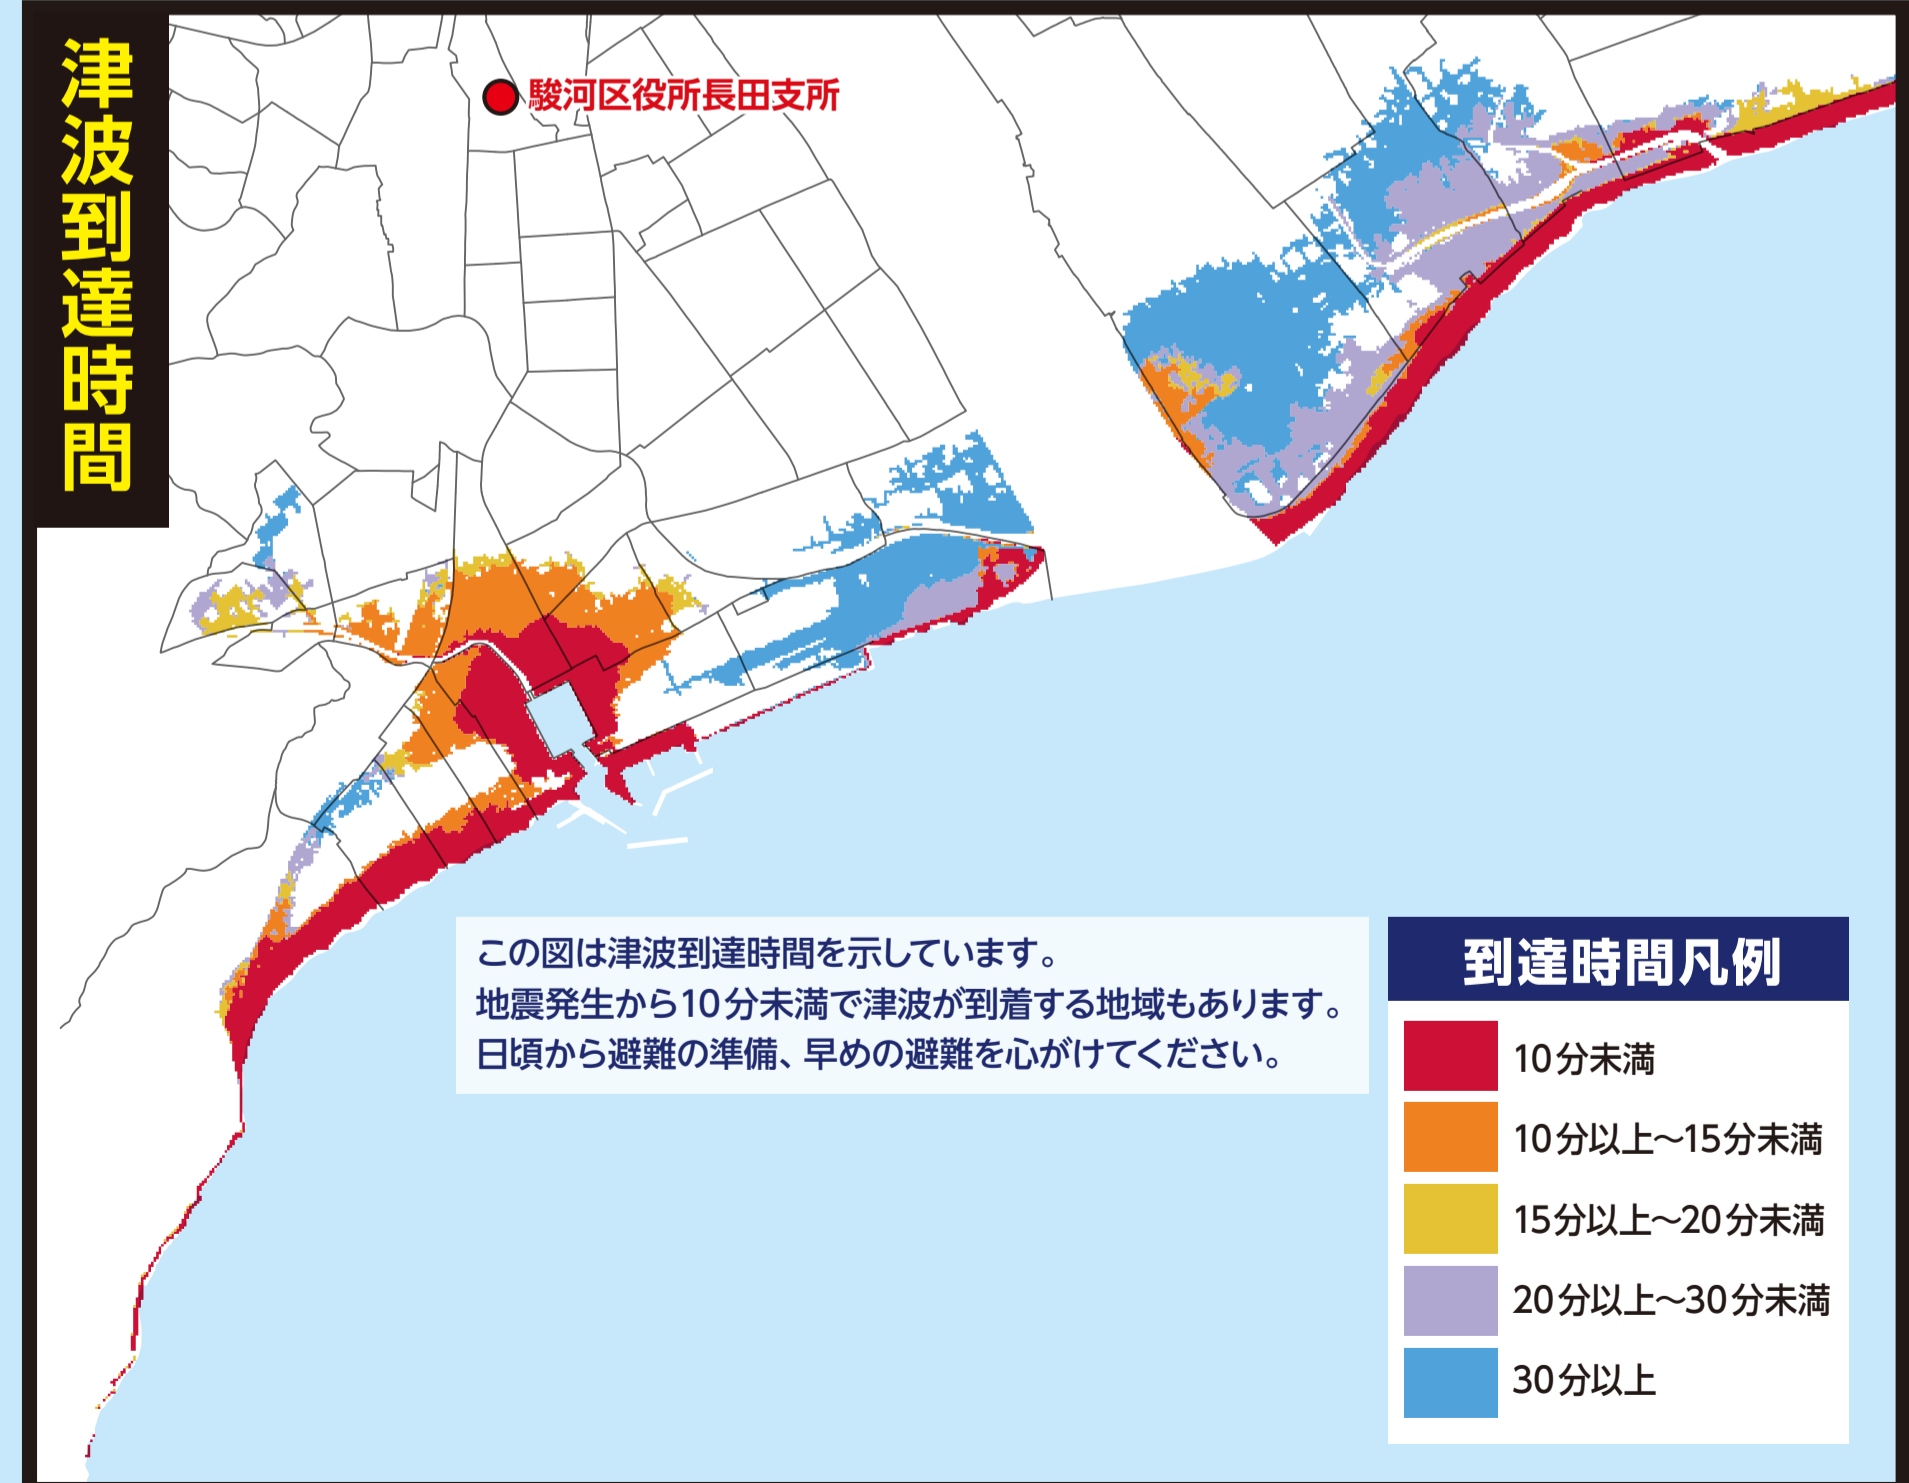 津波到達時間
駿河区役所長田支所
この図は津波到達時間を示しています。
地震発生から10分未満で津波が到着する地域もあります。
日頃から避難の準備、早めの避難を心がけてください。
到達時間凡例
10分未満
10分以上～15分未満
15分以上～20分未満
20分以上～30分未満
30分以上